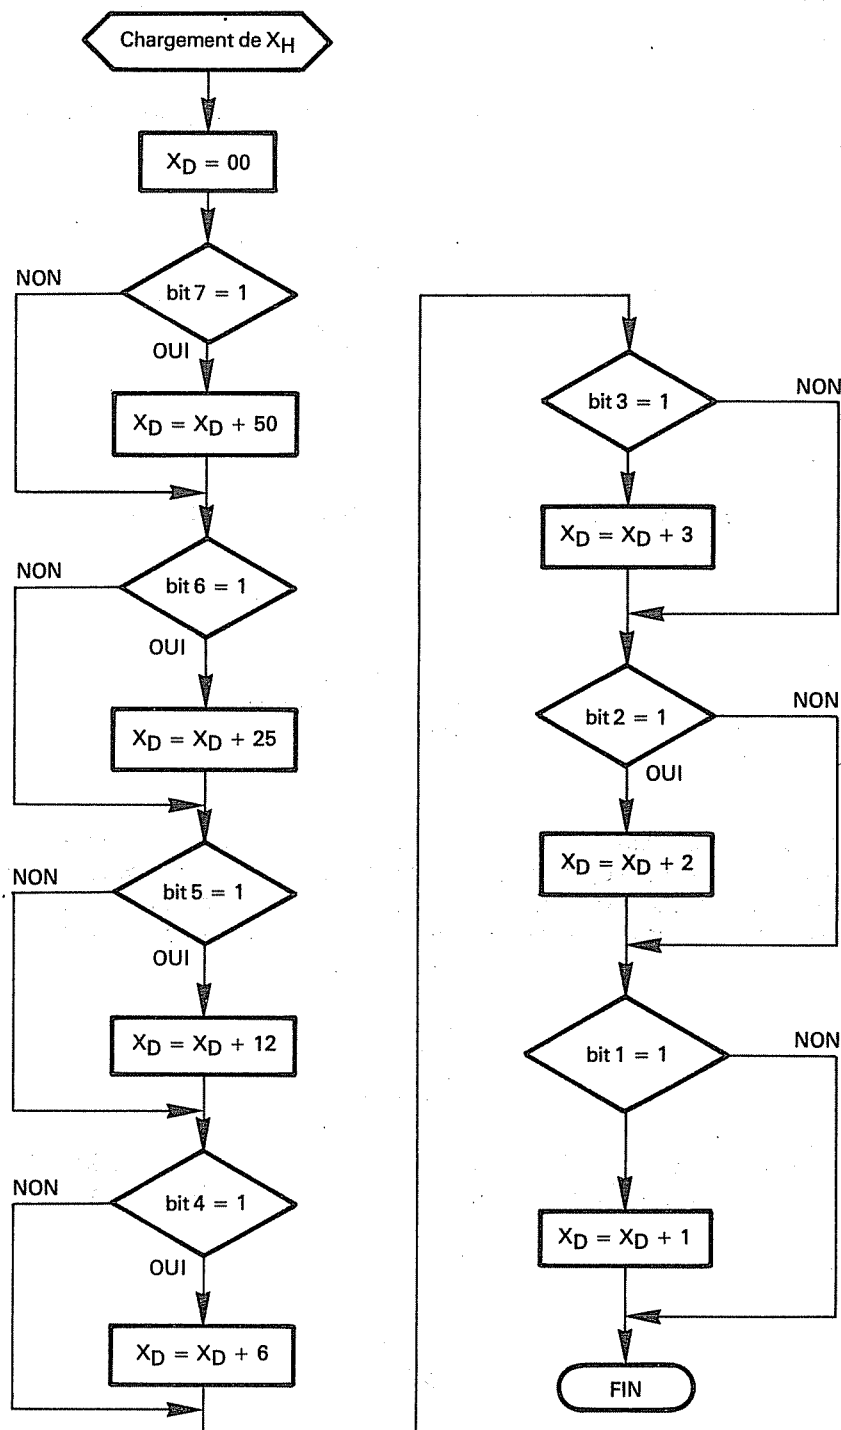 Chargement de XH
XD = 00
NON
bit 7 = 1
OUI
XD = XD + 50
NON
bit 6 = 1
OUI
XD = XD + 25
NON
bit 5 = 1
OUI
XD = XD + 12
NON
bit 4 = 1
OUI
XD = XD + 6
NON
bit 3 = 1
XD = XD + 3
NON
bit 2 = 1
OUI
XD = XD + 2
NON
bit 1 = 1
XD = XD + 1
FIN